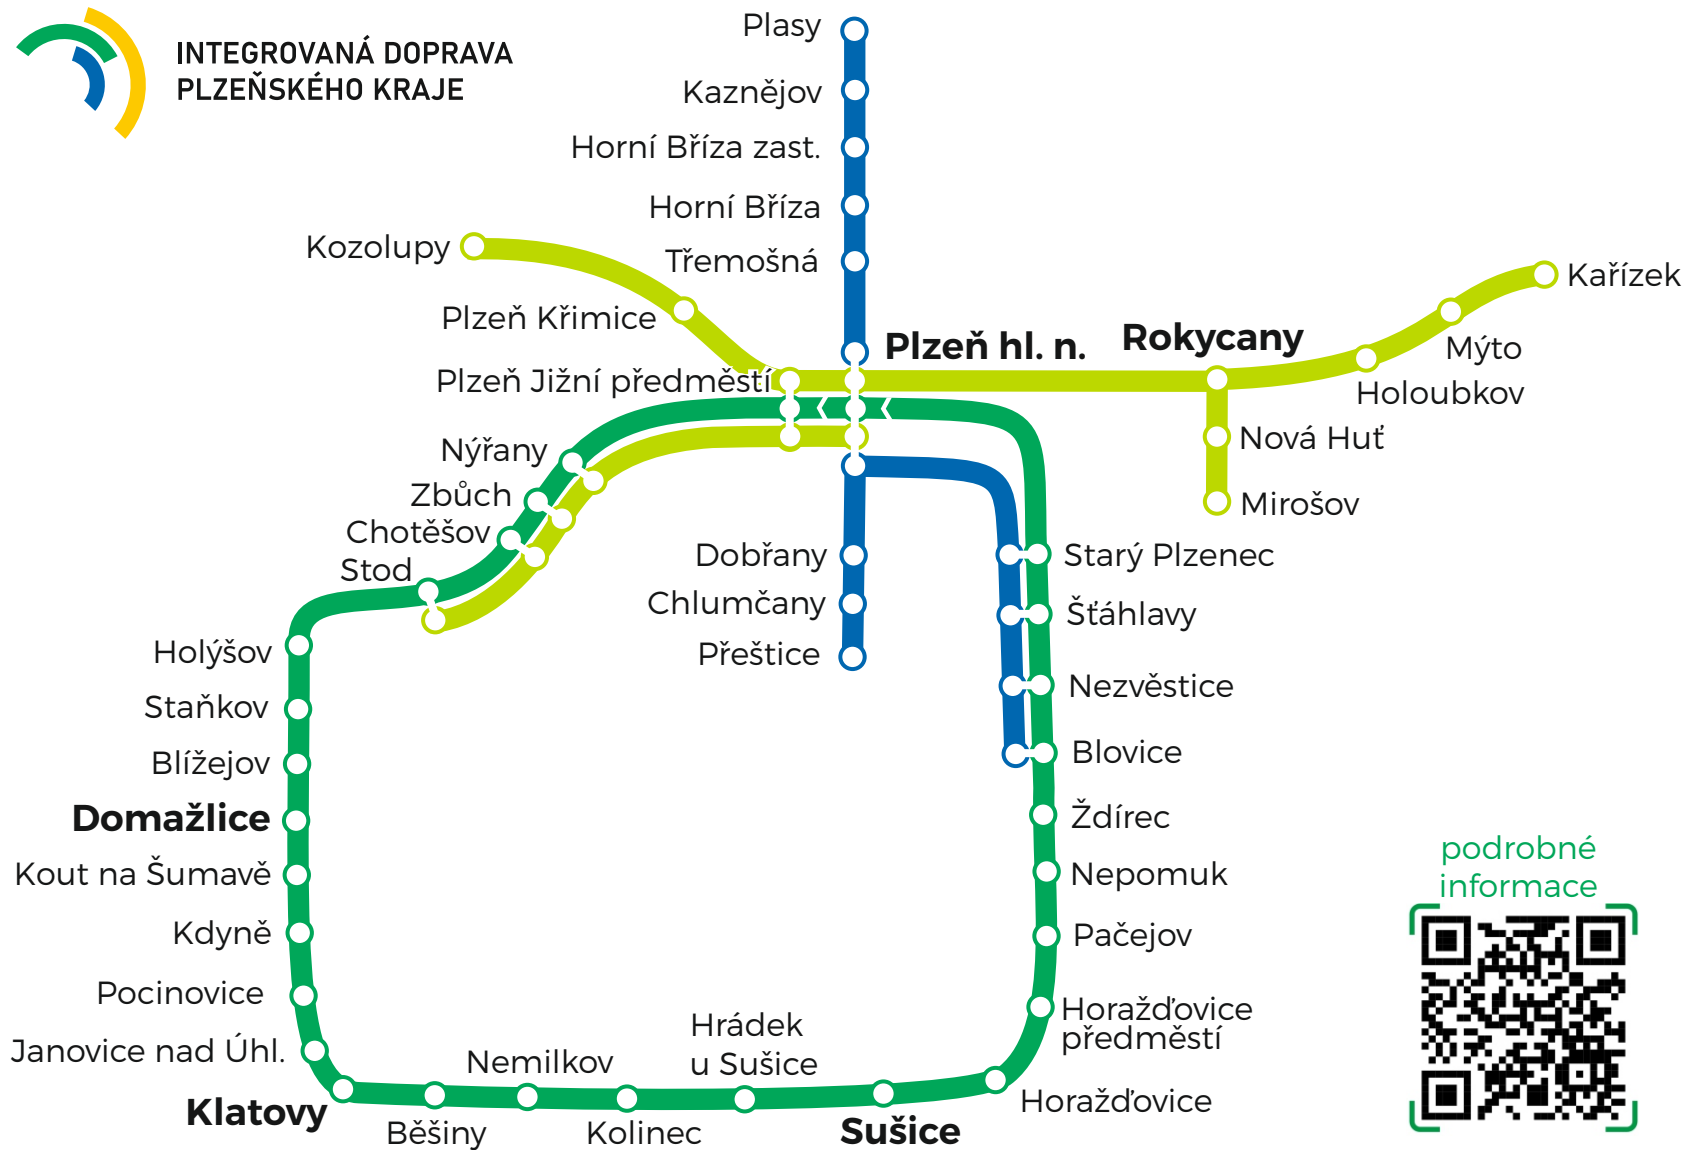 INTEGROVANÁ DOPRAVA
PLZEŇSKÉHO KRAJE
Plasy
Kaznějov
Horní Bříza zast.
Horní Bříza
Třemošná
Kozolupy
Plzeň Křimice
Plzeň Jižní předměstí
Plzeň hl. n.
Rokycany
Kařízek
Mýto
Holoubkov
Nová Huť
Mirošov
Nýřany
Zbůch
Chotěšov
Stod
Dobřany
Chlumčany
Přeštice
Starý Plzenec
Šťáhlavy
Nezvěstice
Blovice
Ždírec
Nepomuk
Pačejov
Horažďovice
předměstí
Horažďovice
Holýšov
Staňkov
Blížejov
Domažlice
Kout na Šumavě
Kdyně
Pocinovice
Janovice nad Úhl.
Klatovy
Běšiny
Nemilkov
Kolinec
Hrádek
u Sušice
Sušice
podrobné
informace